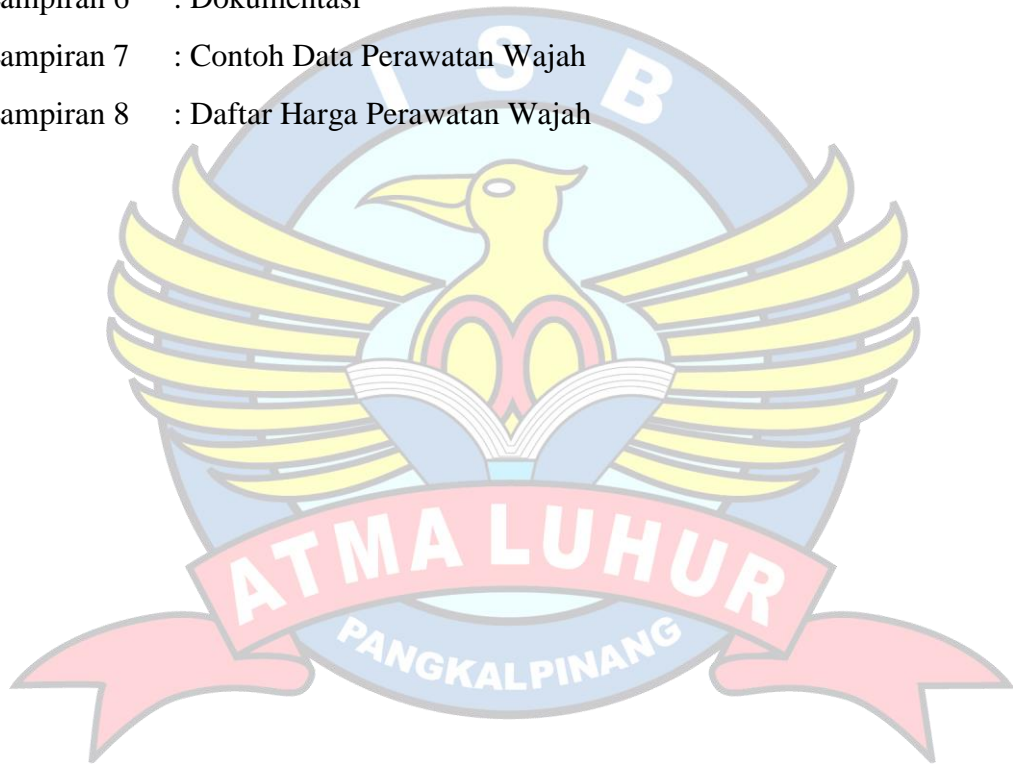 ampiran 6 : Dokumentasi
ampiran 7 : Contoh Data Perawatan Wajah
ampiran 8 : Daftar Harga Perawatan Wajah
I S B
ATMA LUHUR
PANGKALPINANG